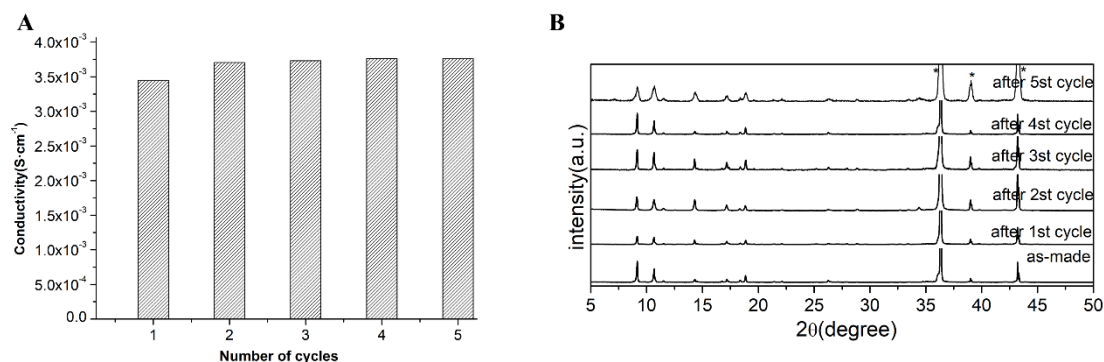 A
4.0x10⁻³
3.5x10⁻³
3.0x10⁻³
2.5x10⁻³
2.0x10⁻³
1.5x10⁻³
1.0x10⁻³
5.0x10⁻⁴
0.0
Conductivity(S·cm⁻¹)
1 2 3 4 5
Number of cycles
B
* * *
after 5st cycle
after 4st cycle
after 3st cycle
after 2st cycle
after 1st cycle
as-made
intensity(a.u.)
5 10 15 20 25 30 35 40 45 50
2θ(degree)